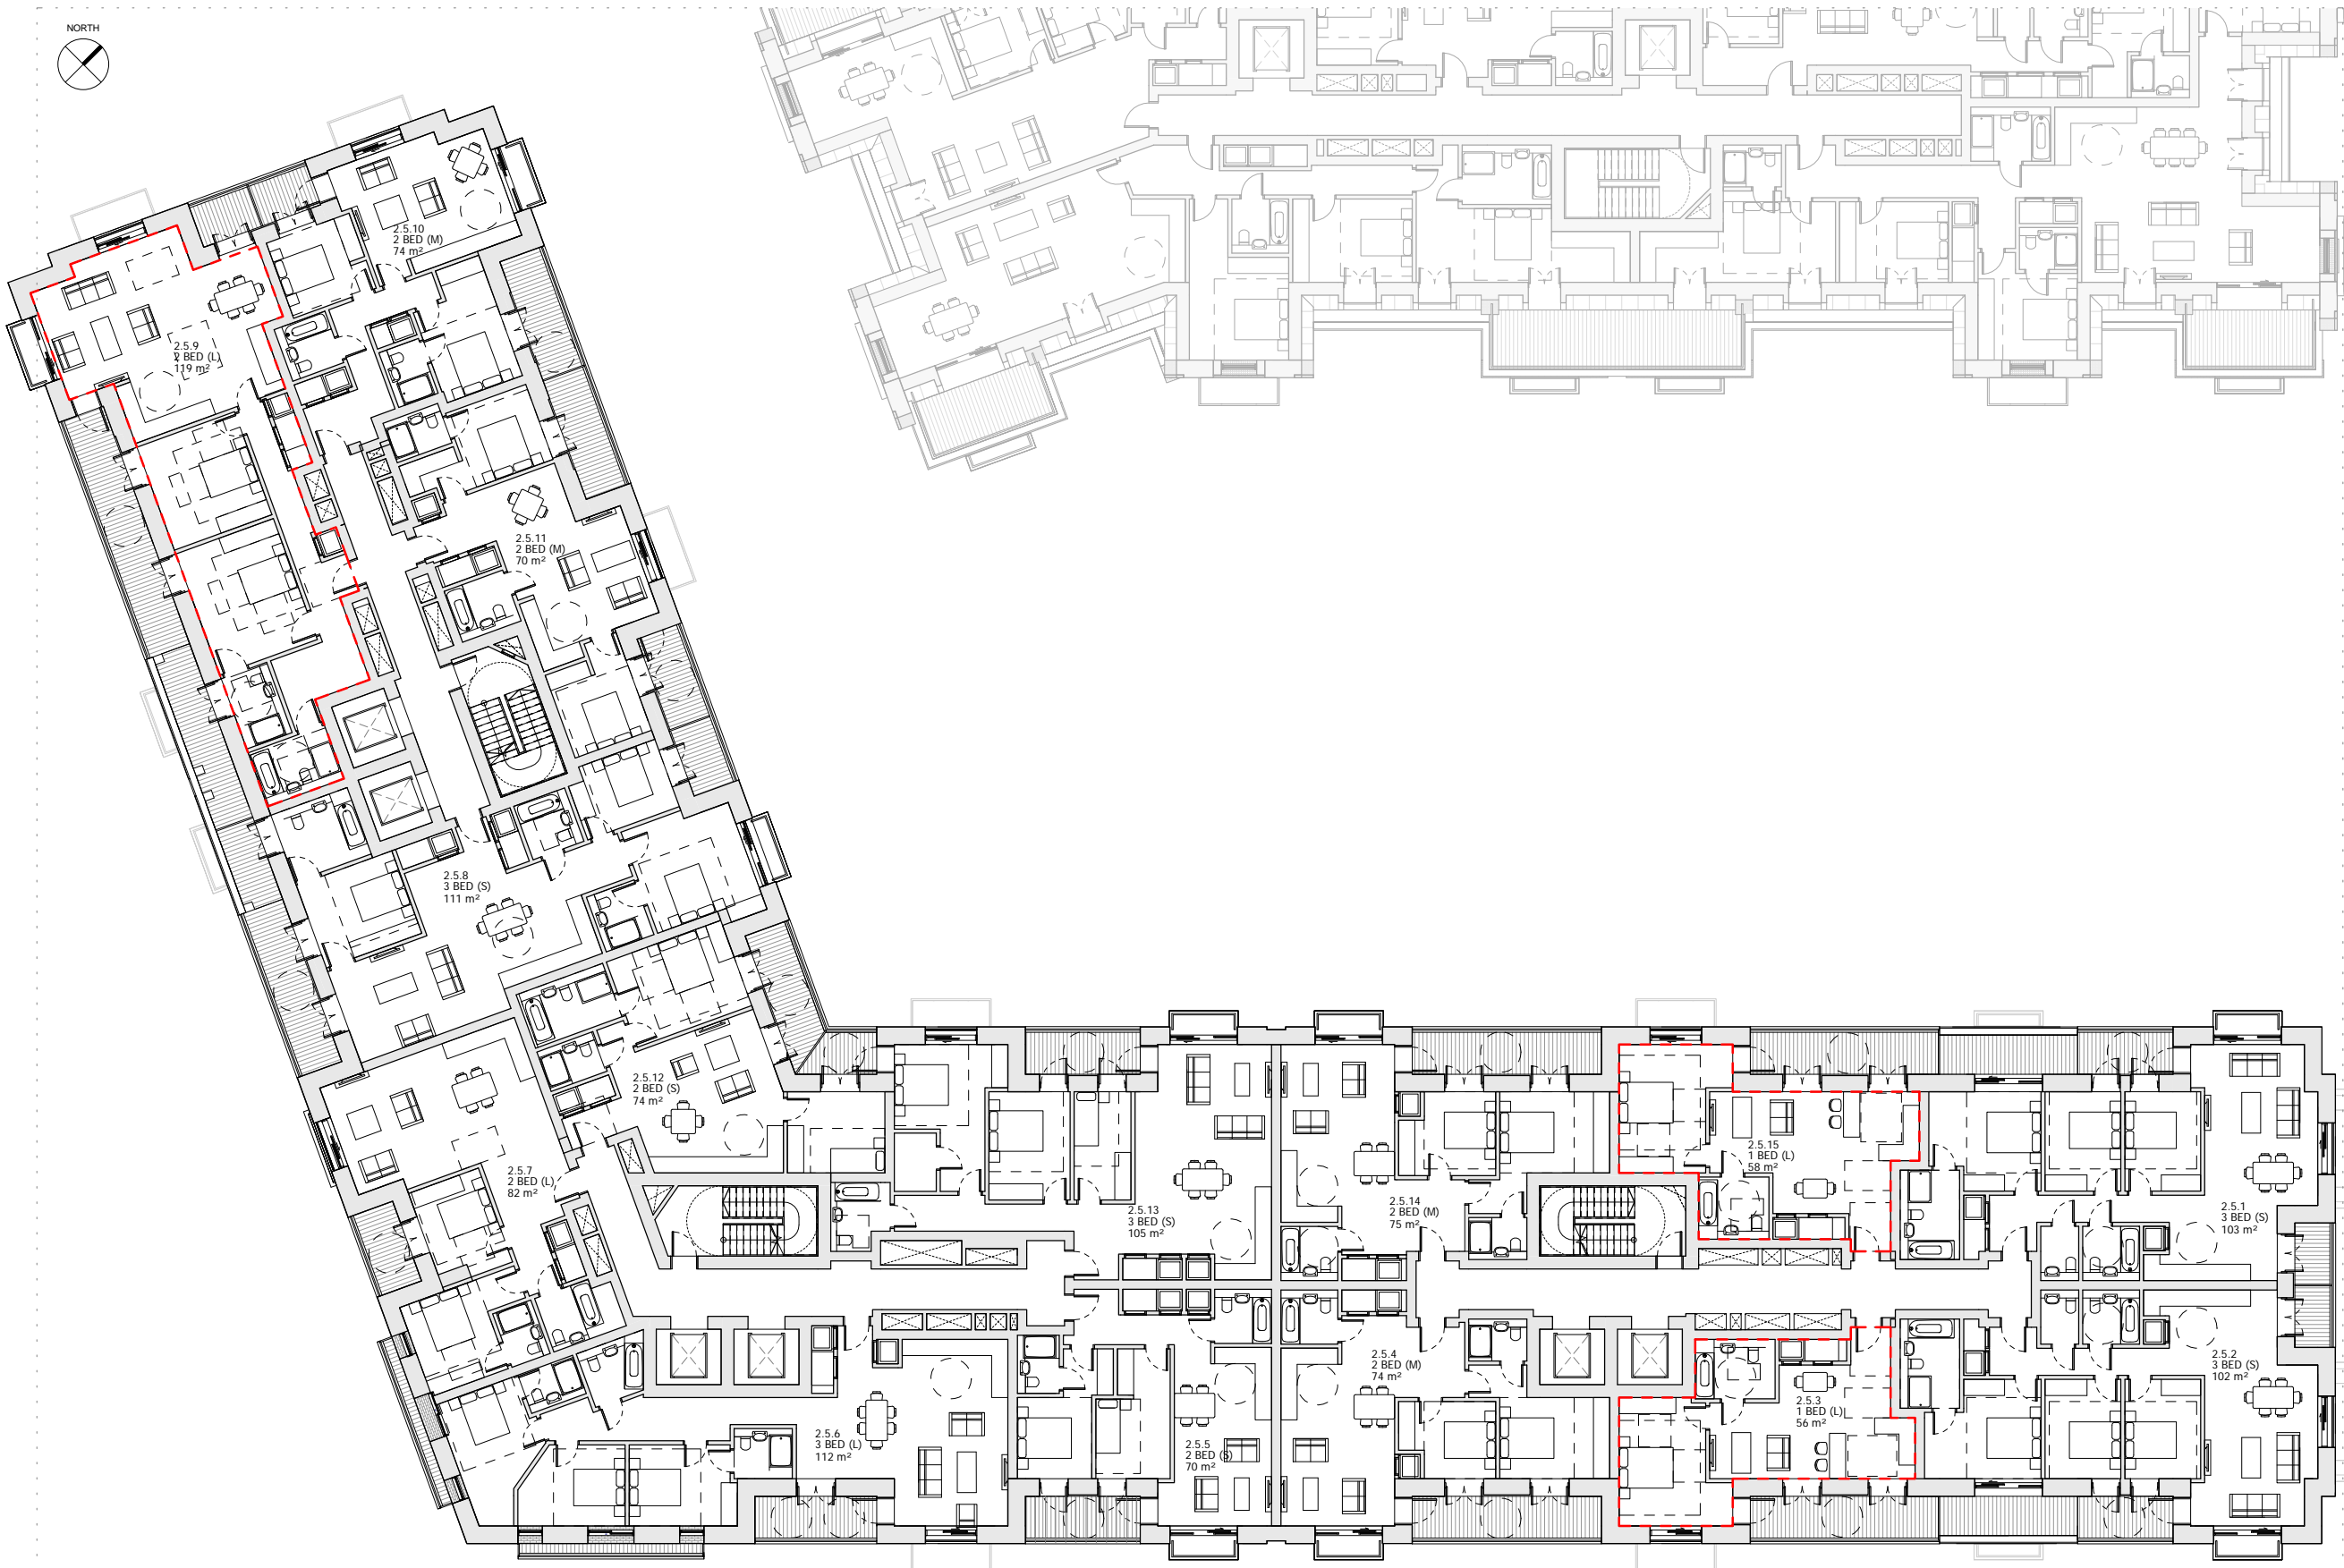 NORTH
2.5.10
2 BED (M)
74 m²
2.5.9
2 BED (L)
119 m²
2.5.11
2 BED (M)
70 m²
2.5.8
3 BED (S)
111 m²
2.5.12
2 BED (S)
74 m²
2.5.7
2 BED (L)
82 m²
2.5.13
3 BED (S)
105 m²
2.5.14
2 BED (M)
75 m²
2.5.15
1 BED (L)
58 m²
2.5.1
3 BED (S)
103 m²
2.5.6
3 BED (L)
112 m²
2.5.5
2 BED (S)
70 m²
2.5.4
2 BED (M)
74 m²
2.5.3
1 BED (L)
56 m²
2.5.2
3 BED (S)
102 m²